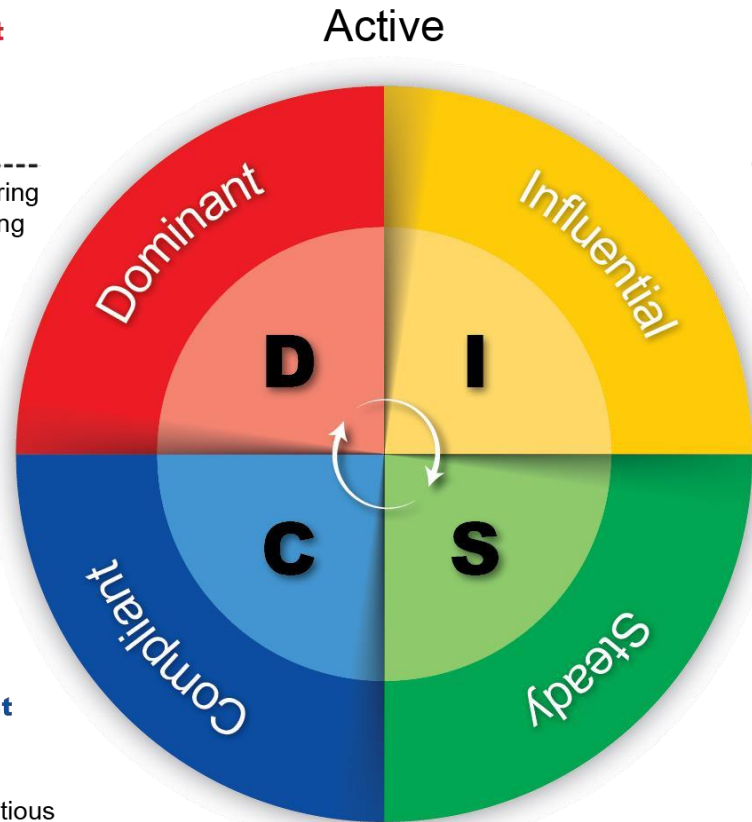 Active
Dominant
Influential
D
I
C
S
Compliant
Steady